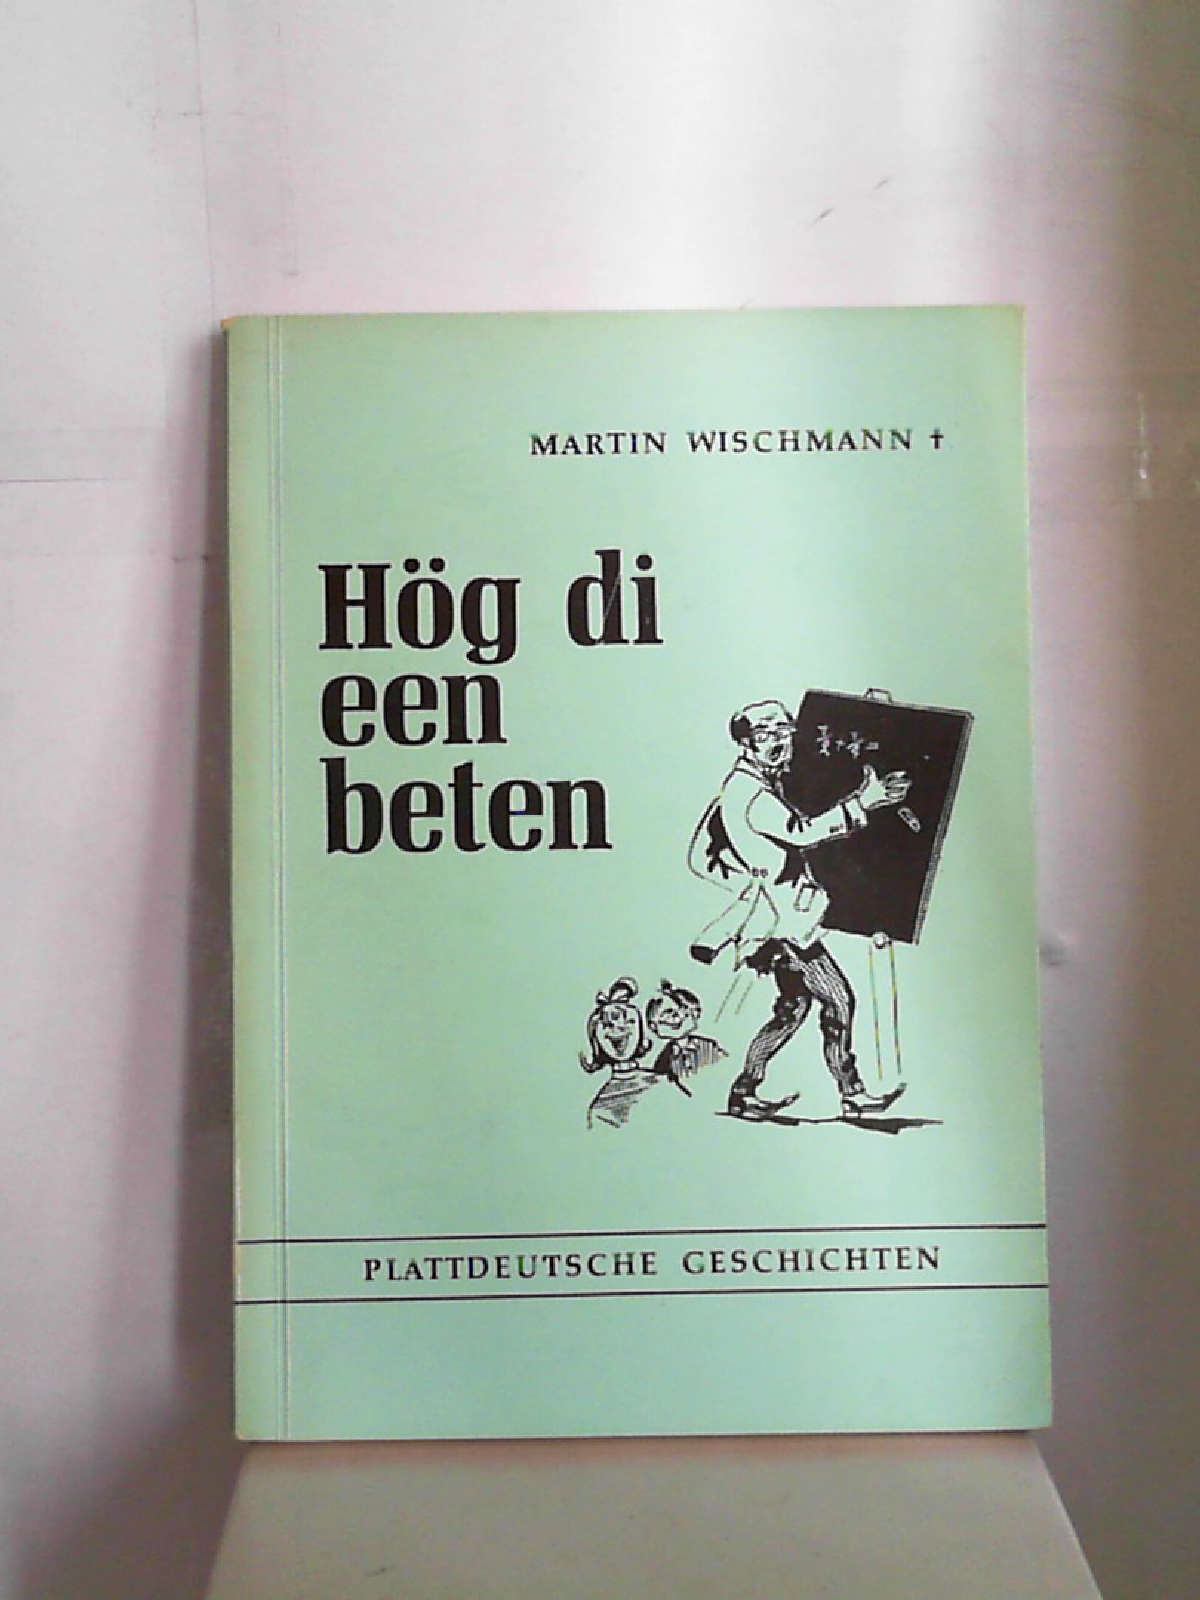 MARTIN WISCHMANN †
Hög di
een
beten
PLATTDEUTSCHE GESCHICHTEN